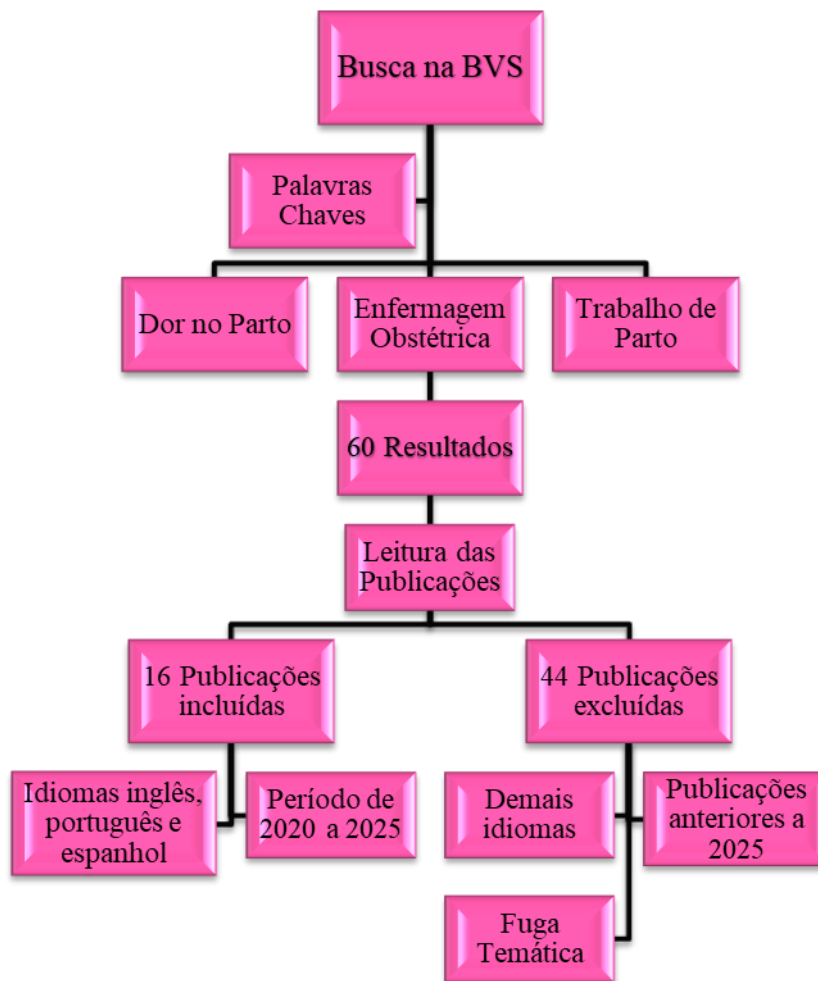 Busca na BVS
Palavras
Chaves
Dor no Parto
Enfermagem
Obstétrica
Trabalho de
Parto
60 Resultados
Leitura das
Publicações
16 Publicações
incluídas
44 Publicações
excluídas
Idiomas inglês,
português e
espanhol
Período de
2020 a 2025
Demais
idiomas
Publicações
anteriores a
2025
Fuga
Temática